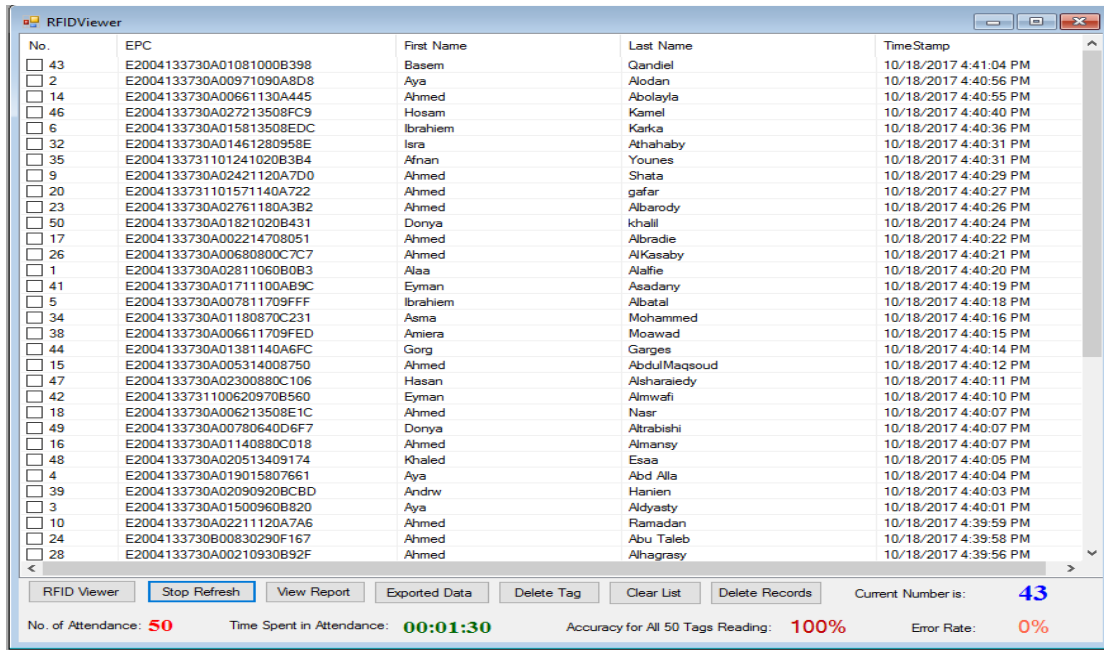 RFIDViewer
No. EPC First Name Last Name TimeStamp
43 E2004133730A01081000B398 Basem Qandiel 10/18/2017 4:41:04 PM
2 E2004133730A00971090A8D8 Aya Alodan 10/18/2017 4:40:56 PM
14 E2004133730A00661130A445 Ahmed Abolayla 10/18/2017 4:40:55 PM
46 E2004133730A027213508FC9 Hosam Kamel 10/18/2017 4:40:40 PM
6 E2004133730A015813508EDC Ibrahiem Karka 10/18/2017 4:40:36 PM
32 E2004133730A01461280958E Isra Athahaby 10/18/2017 4:40:31 PM
35 E2004133731101241020B3B4 Afnan Younes 10/18/2017 4:40:31 PM
9 E2004133730A02421120A7D0 Ahmed Shata 10/18/2017 4:40:29 PM
20 E2004133731101571140A722 Ahmed gafar 10/18/2017 4:40:27 PM
23 E2004133730A02761180A3B2 Ahmed Albarody 10/18/2017 4:40:26 PM
50 E2004133730A01821020B431 Donya khalil 10/18/2017 4:40:24 PM
17 E2004133730A002214708051 Ahmed Albradie 10/18/2017 4:40:22 PM
26 E2004133730A00680800C7C7 Ahmed AlKasaby 10/18/2017 4:40:21 PM
1 E2004133730A02811060B0B3 Alaa Alalfie 10/18/2017 4:40:20 PM
41 E2004133730A01711100AB9C Eyman Asadany 10/18/2017 4:40:19 PM
5 E2004133730A007811709FFF Ibrahiem Albatal 10/18/2017 4:40:18 PM
34 E2004133730A01180870C231 Asma Mohammed 10/18/2017 4:40:16 PM
38 E2004133730A006611709FED Amiera Moawad 10/18/2017 4:40:15 PM
44 E2004133730A01381140A6FC Gorg Garges 10/18/2017 4:40:14 PM
15 E2004133730A005314008750 Ahmed AbdulMaqsoud 10/18/2017 4:40:12 PM
47 E2004133730A02300880C106 Hasan Alsharaiedy 10/18/2017 4:40:11 PM
42 E2004133731100620970B560 Eyman Almwafi 10/18/2017 4:40:10 PM
18 E2004133730A006213508E1C Ahmed Nasr 10/18/2017 4:40:07 PM
49 E2004133730A00780640D6F7 Donya Altrabishi 10/18/2017 4:40:07 PM
16 E2004133730A01140880C018 Ahmed Almansy 10/18/2017 4:40:07 PM
48 E2004133730A020513409174 Khaled Esaa 10/18/2017 4:40:05 PM
4 E2004133730A019015807661 Aya Abd Alla 10/18/2017 4:40:04 PM
39 E2004133730A02090920BCBD Andrw Hanien 10/18/2017 4:40:03 PM
3 E2004133730A01500960B820 Aya Aldyasty 10/18/2017 4:40:01 PM
10 E2004133730A02211120A7A6 Ahmed Ramadan 10/18/2017 4:39:59 PM
24 E2004133730B00830290F167 Ahmed Abu Taleb 10/18/2017 4:39:58 PM
28 E2004133730A00210930B92F Ahmed Alhagrasy 10/18/2017 4:39:56 PM
RFID Viewer Stop Refresh View Report Exported Data Delete Tag Clear List Delete Records Current Number is: 43
No. of Attendance: 50 Time Spent in Attendance: 00:01:30 Accuracy for All 50 Tags Reading: 100% Error Rate: 0%